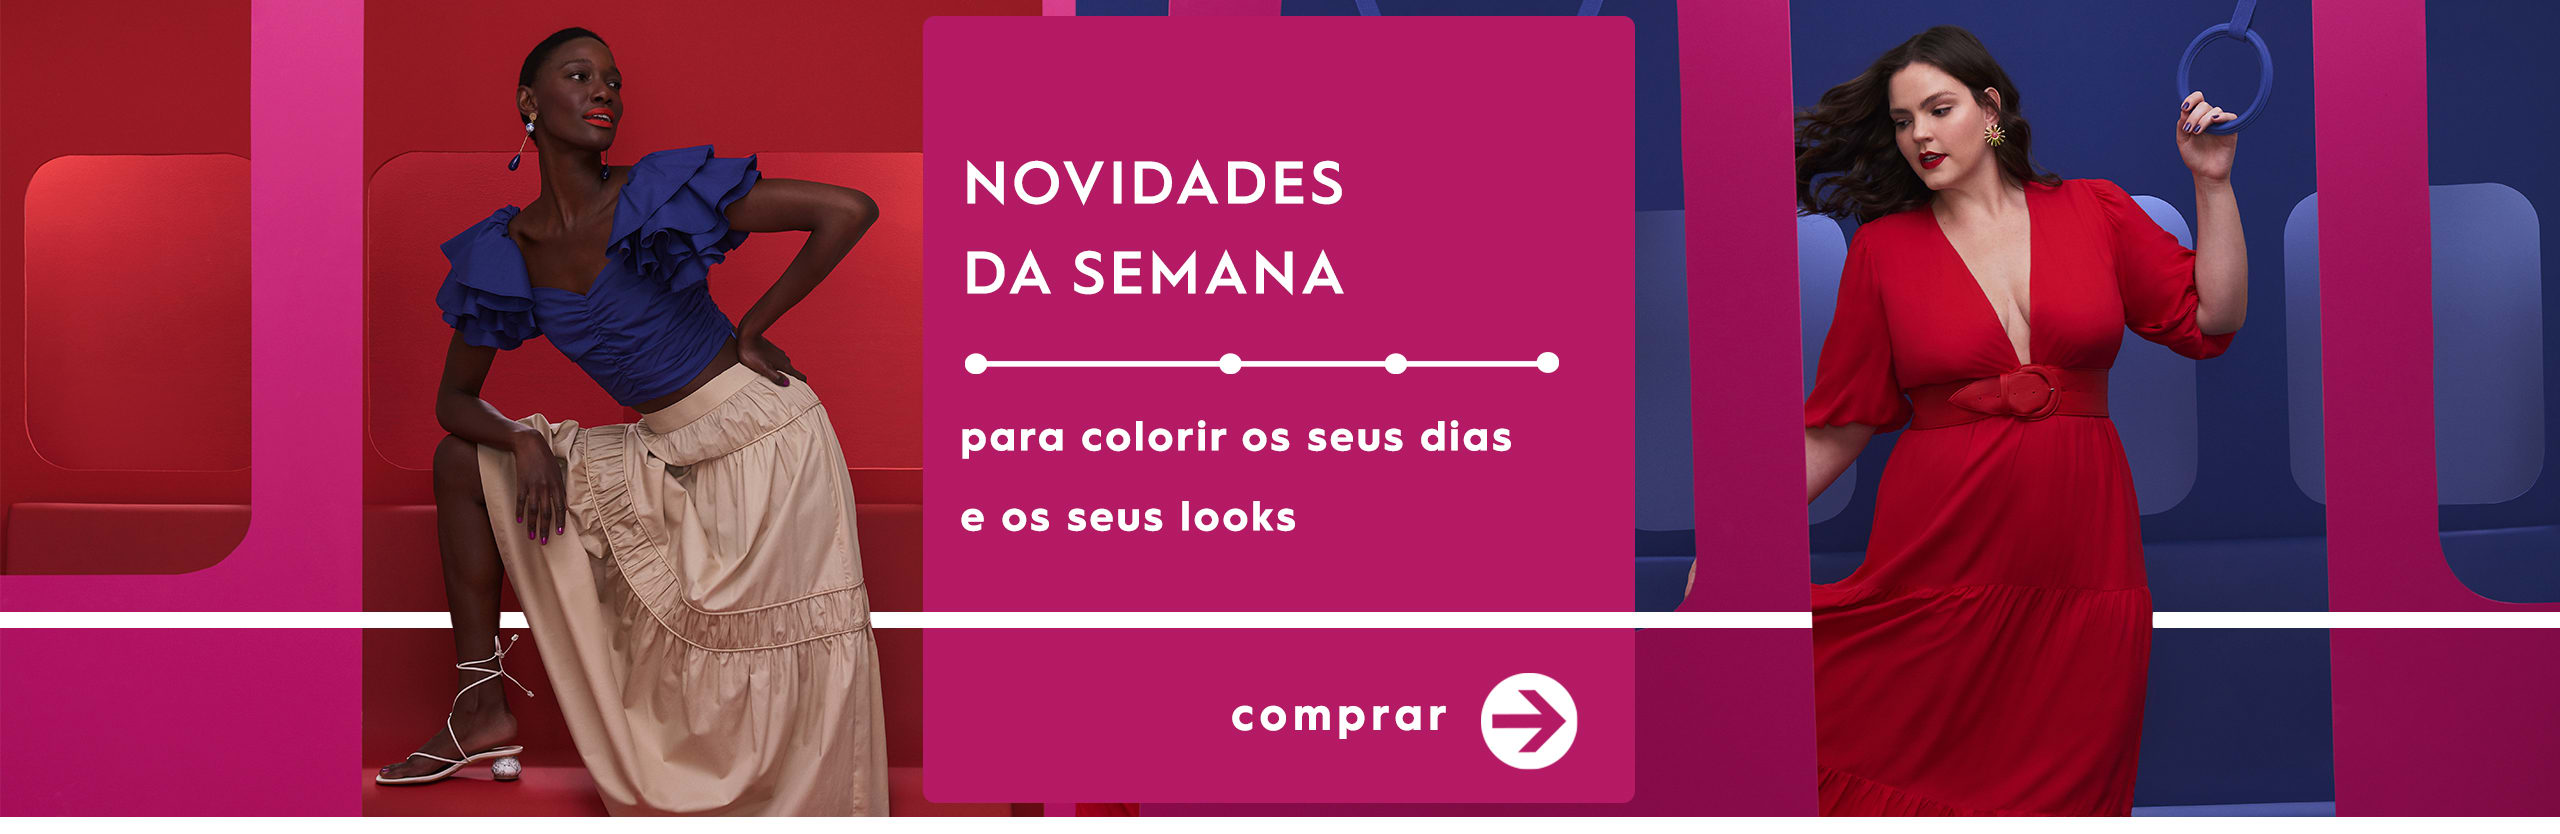 NOVIDADES
DA SEMANA
para colorir os seus dias
e os seus looks
comprar